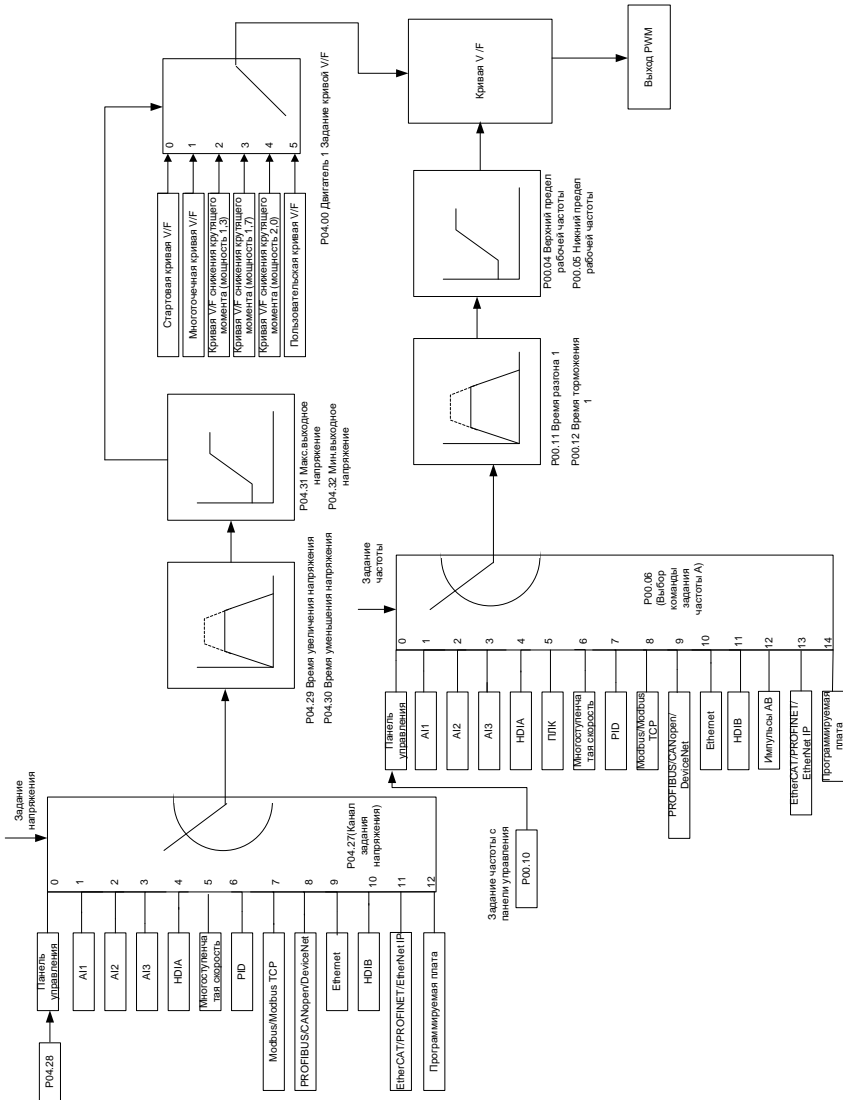 Стартовая кривая V/F
Многоточечная кривая V/F
Кривая V/F снижения крутящего
момента (мощность 1,3)
Кривая V/F снижения крутящего
момента (мощность 1,7)
Кривая V/F снижения крутящего
момента (мощность 2,0)
Пользовательская кривая V/F
0
1
2
3
4
5
P04.00 Двигатель 1 Задание кривой V/F
Кривая V /F
Выход PWM
P04.31 Макс.выходное
напряжение
P04.32 Мин.выходное
напряжение
P04.29 Время увеличения напряжения
P04.30 Время уменьшения напряжения
P00.04 Верхний предел
рабочей частоты
P00.05 Нижний предел
рабочей частоты
P00.11 Время разгона 1
P00.12 Время торможения
1
Задание
напряжения
P04.28
Панель
управления
AI1
AI2
AI3
HDIA
Многоступенча
тая скорость
PID
Modbus/Modbus TCP
PROFIBUS/CANopen/DeviceNet
Ethernet
HDIB
EtherCAT/PROFINET/EtherNet IP
Программируемая плата
0
1
2
3
4
5
6
7
8
9
10
11
12
P04.27(Канал
задания
напряжения)
Задание
частоты
Задание частоты с
панели управления
P00.10
Панель
управления
AI1
AI2
AI3
HDIA
ПЛК
Многоступенча
тая скорость
PID
Modbus/Modbus
TCP
PROFIBUS/CANopen/
DeviceNet
Ethernet
HDIB
Импульсы AB
EtherCAT/PROFINET/
EtherNet IP
Программируемая
плата
0
1
2
3
4
5
6
7
8
9
10
11
12
13
14
P00.06
(Выбор
команды
задания
частоты A)